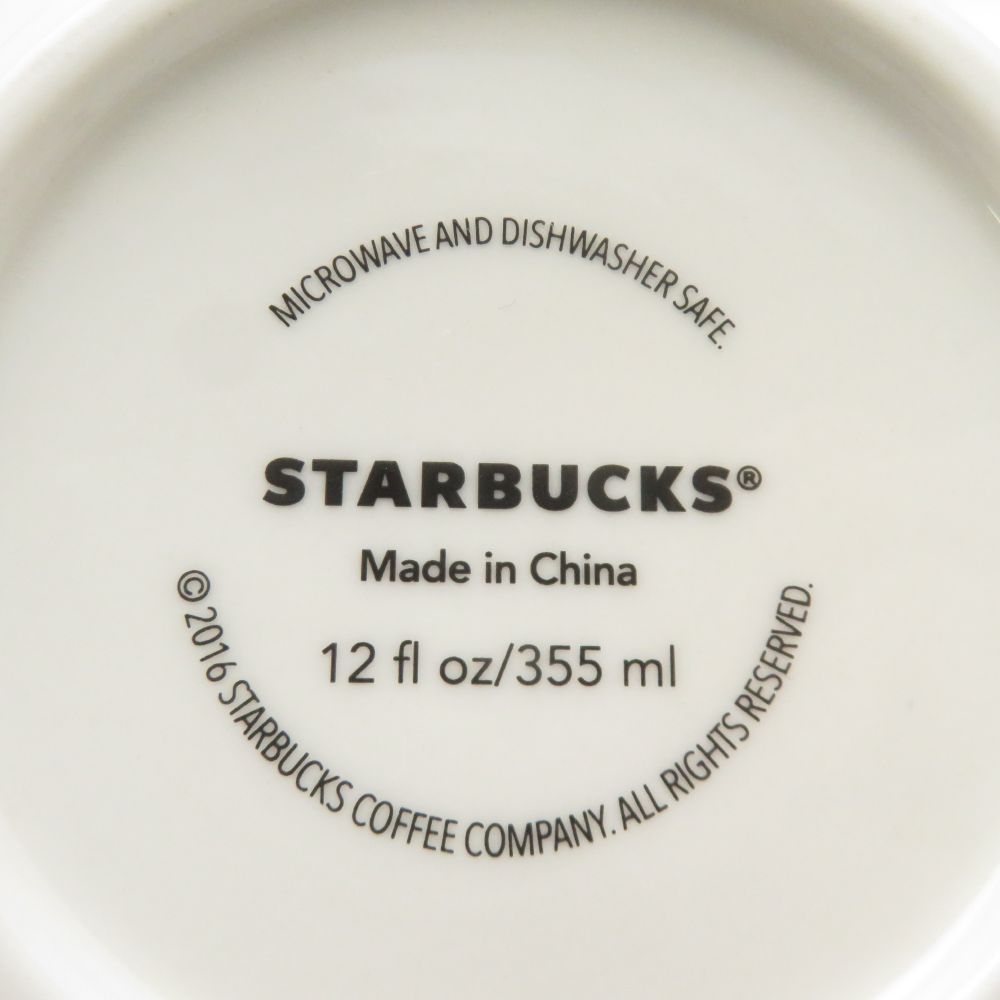 MICROWAVE AND DISHWASHER SAFE.
STARBUCKS®
Made in China
12 fl oz/355 ml
© 2016 STARBUCKS COFFEE COMPANY. ALL RIGHTS RESERVED.